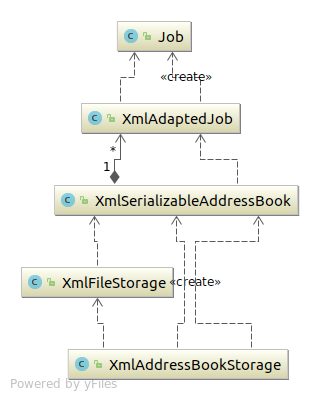 C Job
«create»
C XmlAdaptedJob
*
1
C XmlSerializableAddressBook
C XmlFileStorage
«create»
C XmlAddressBookStorage
Powered by yFiles